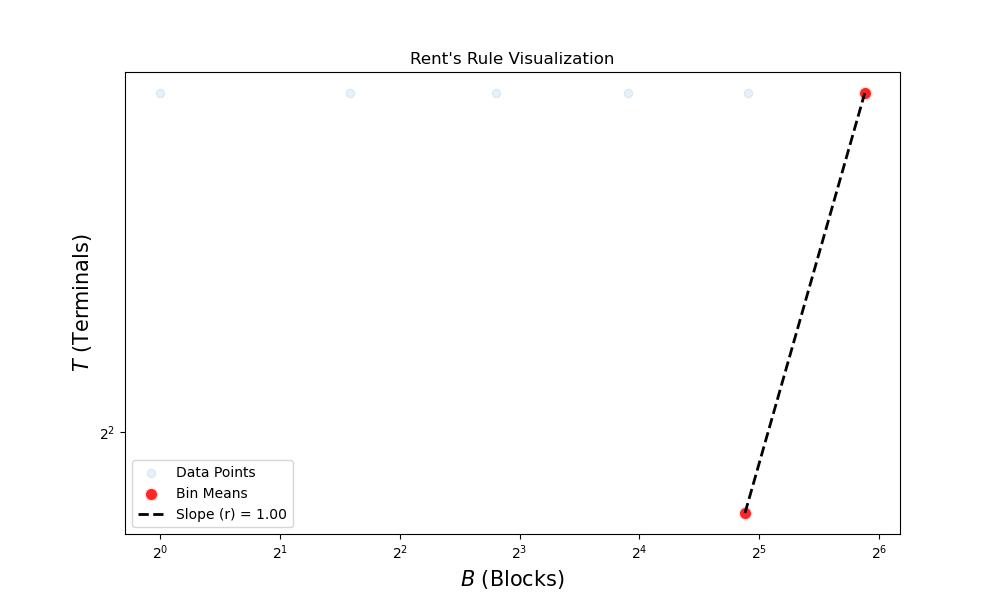 Rent's Rule Visualization
T (Terminals)
2²
Data Points
Bin Means
Slope (r) = 1.00
2⁰ 2¹ 2² 2³ 2⁴ 2⁵ 2⁶
B (Blocks)